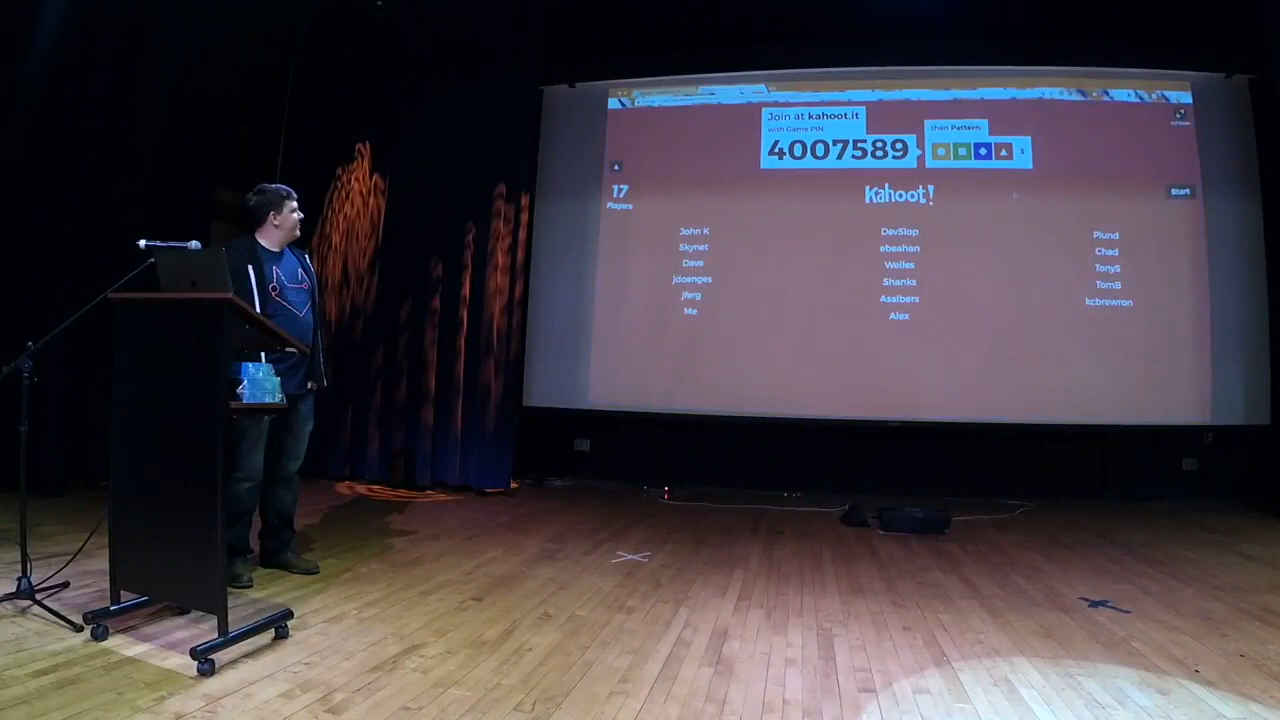 Join at kahoot.it
with Game PIN:
4007589
then Pattern:
17
Players
Kahoot!
Start
John K
Skynet
Dave
jdoenges
jferg
Me
DevSlop
ebeahan
Welles
Shanks
Asalbers
Alex
Plund
Chad
TonyS
TomB
kcbrewron